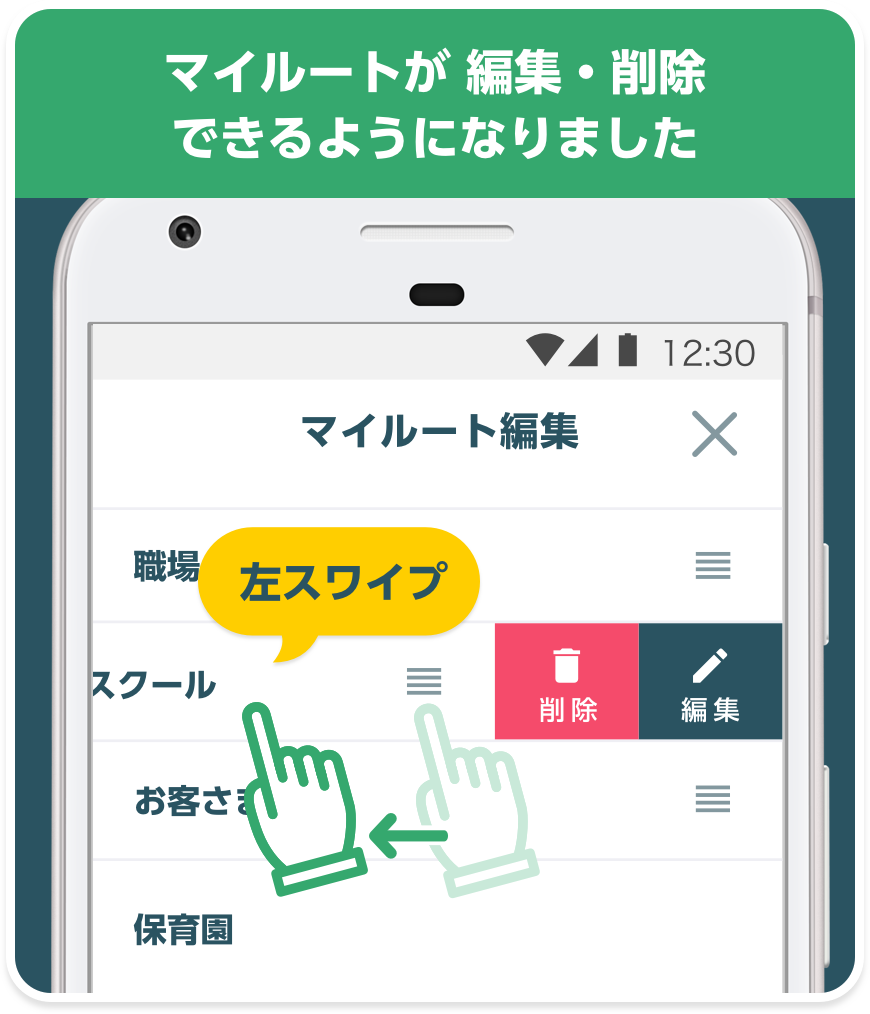 マイルートが 編集・削除
できるようになりました
12:30
マイルート編集
職場
左スワイプ
スクール
削除
編集
お客さま
保育園